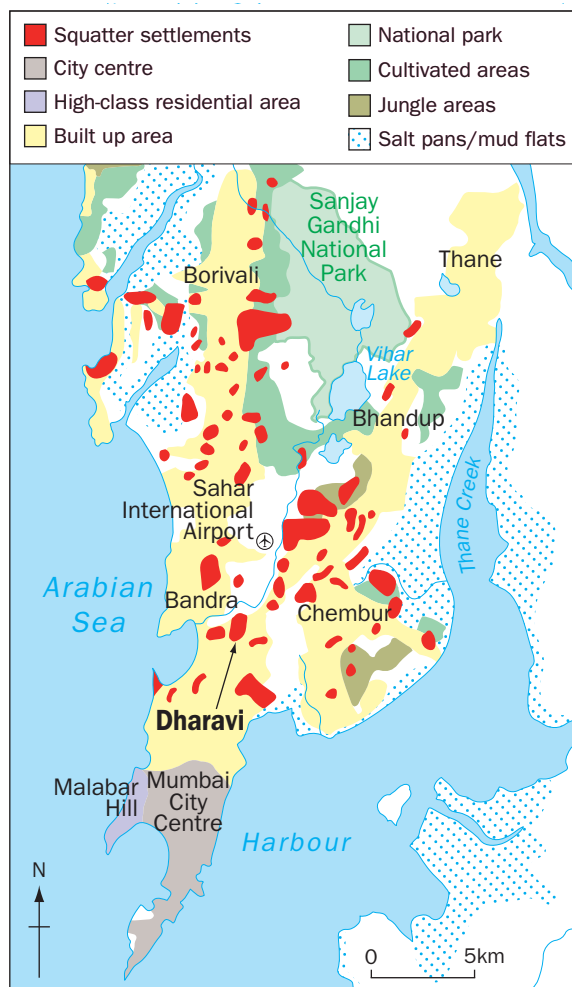 Squatter settlements
City centre
High-class residential area
Built up area
National park
Cultivated areas
Jungle areas
Salt pans/mud flats
Sanjay
Gandhi
National
Park
Thane
Borivali
Vihar
Lake
Bhandup
Sahar
International
Airport
Thane Creek
Arabian
Sea
Bandra
Chembur
Dharavi
Malabar
Hill
Mumbai
City
Centre
Harbour
N
0 5km